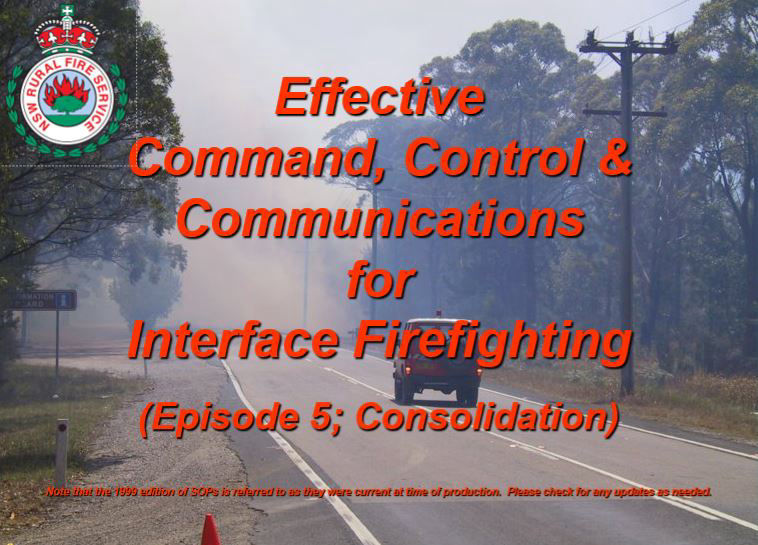 NSW RURAL FIRE SERVICE
Effective
Command, Control &
Communications
for
Interface Firefighting
(Episode 5; Consolidation)
Note that the 1999 edition of SOPs is referred to as they were current at time of production.  Please check for any updates as needed.